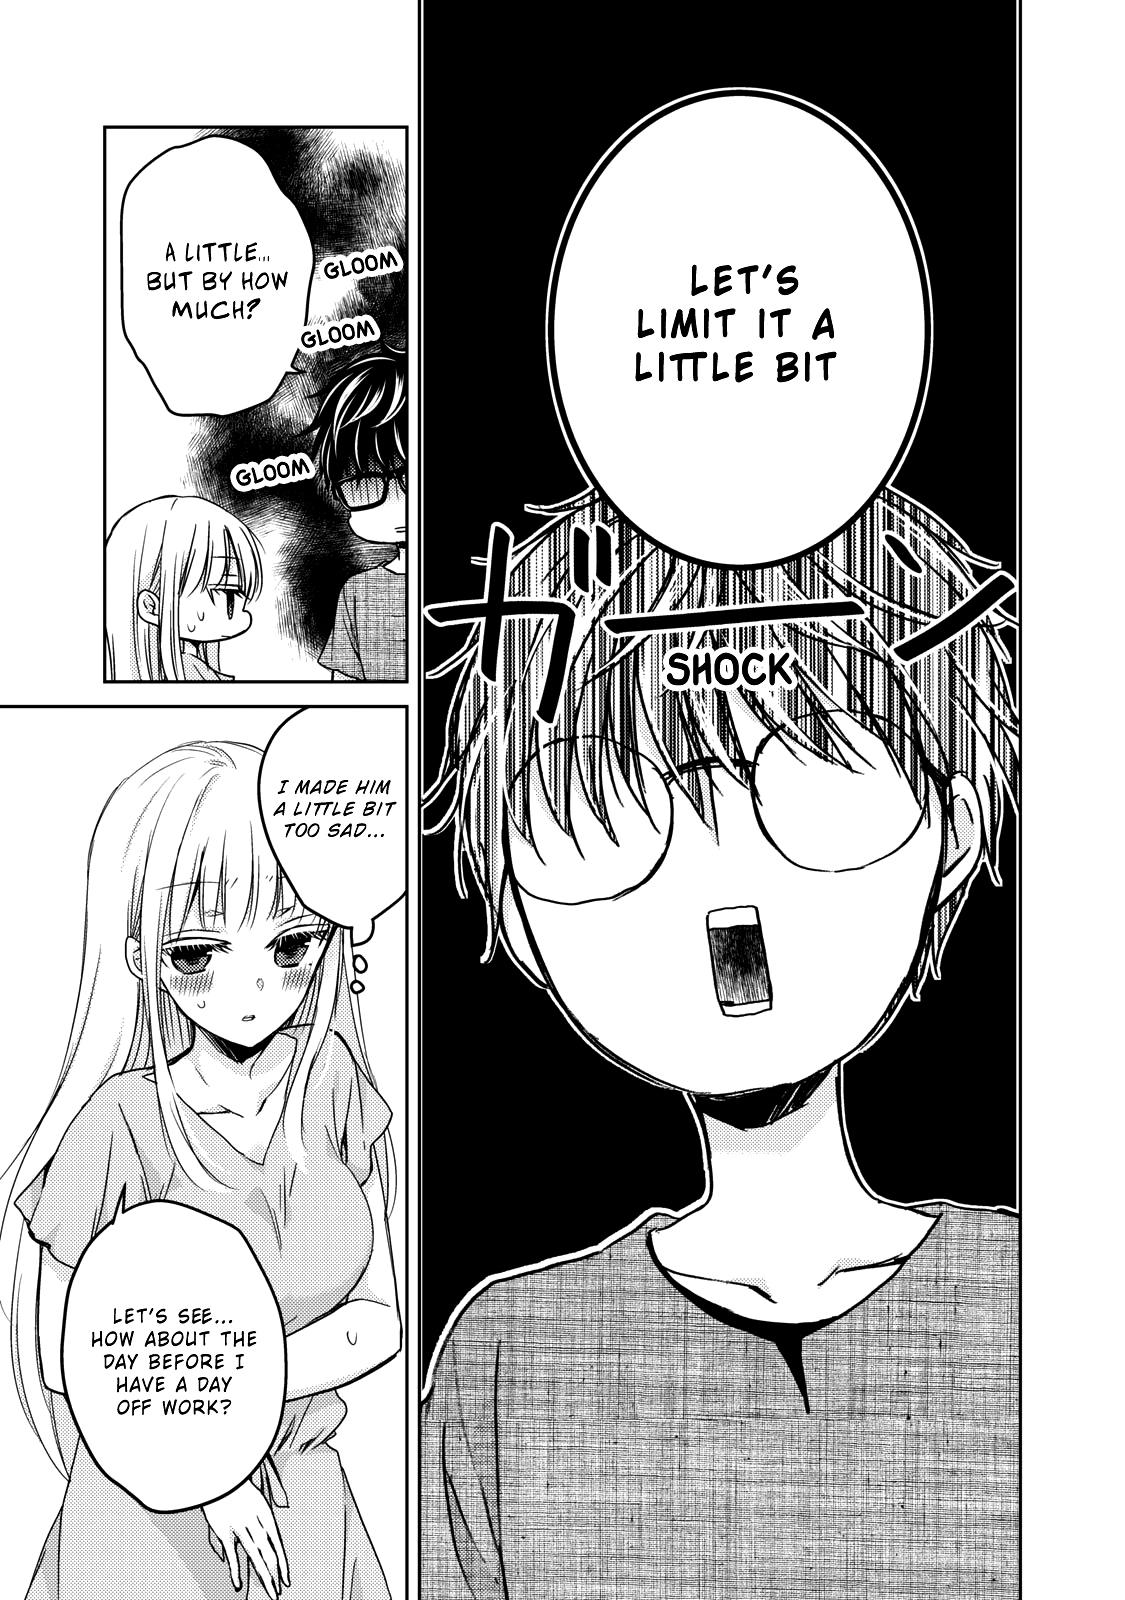 LET'S
LIMIT IT A
LITTLE BIT
ガーン
SHOCK
A LITTLE...
BUT BY HOW
MUCH?
GLOOM
GLOOM
GLOOM
I MADE HIM
A LITTLE BIT
TOO SAD...
LET'S SEE...
HOW ABOUT THE
DAY BEFORE I
HAVE A DAY
OFF WORK?